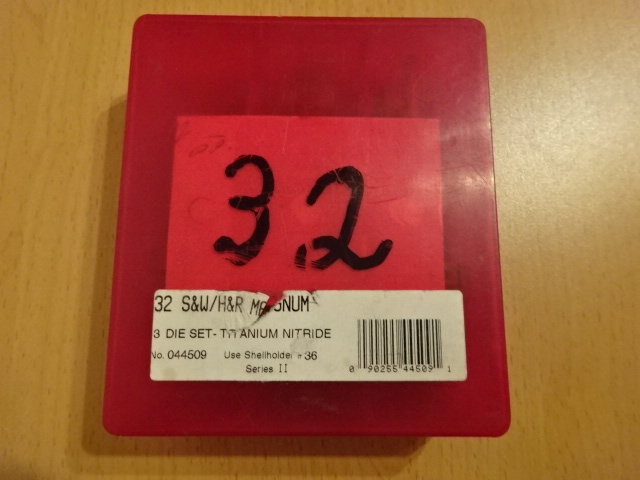 32
32 S&W/H&R MAGNUM
3 DIE SET- TITANIUM NITRIDE
No. 044509 Use Shellholder #36
Series II
0 90255 44509 1